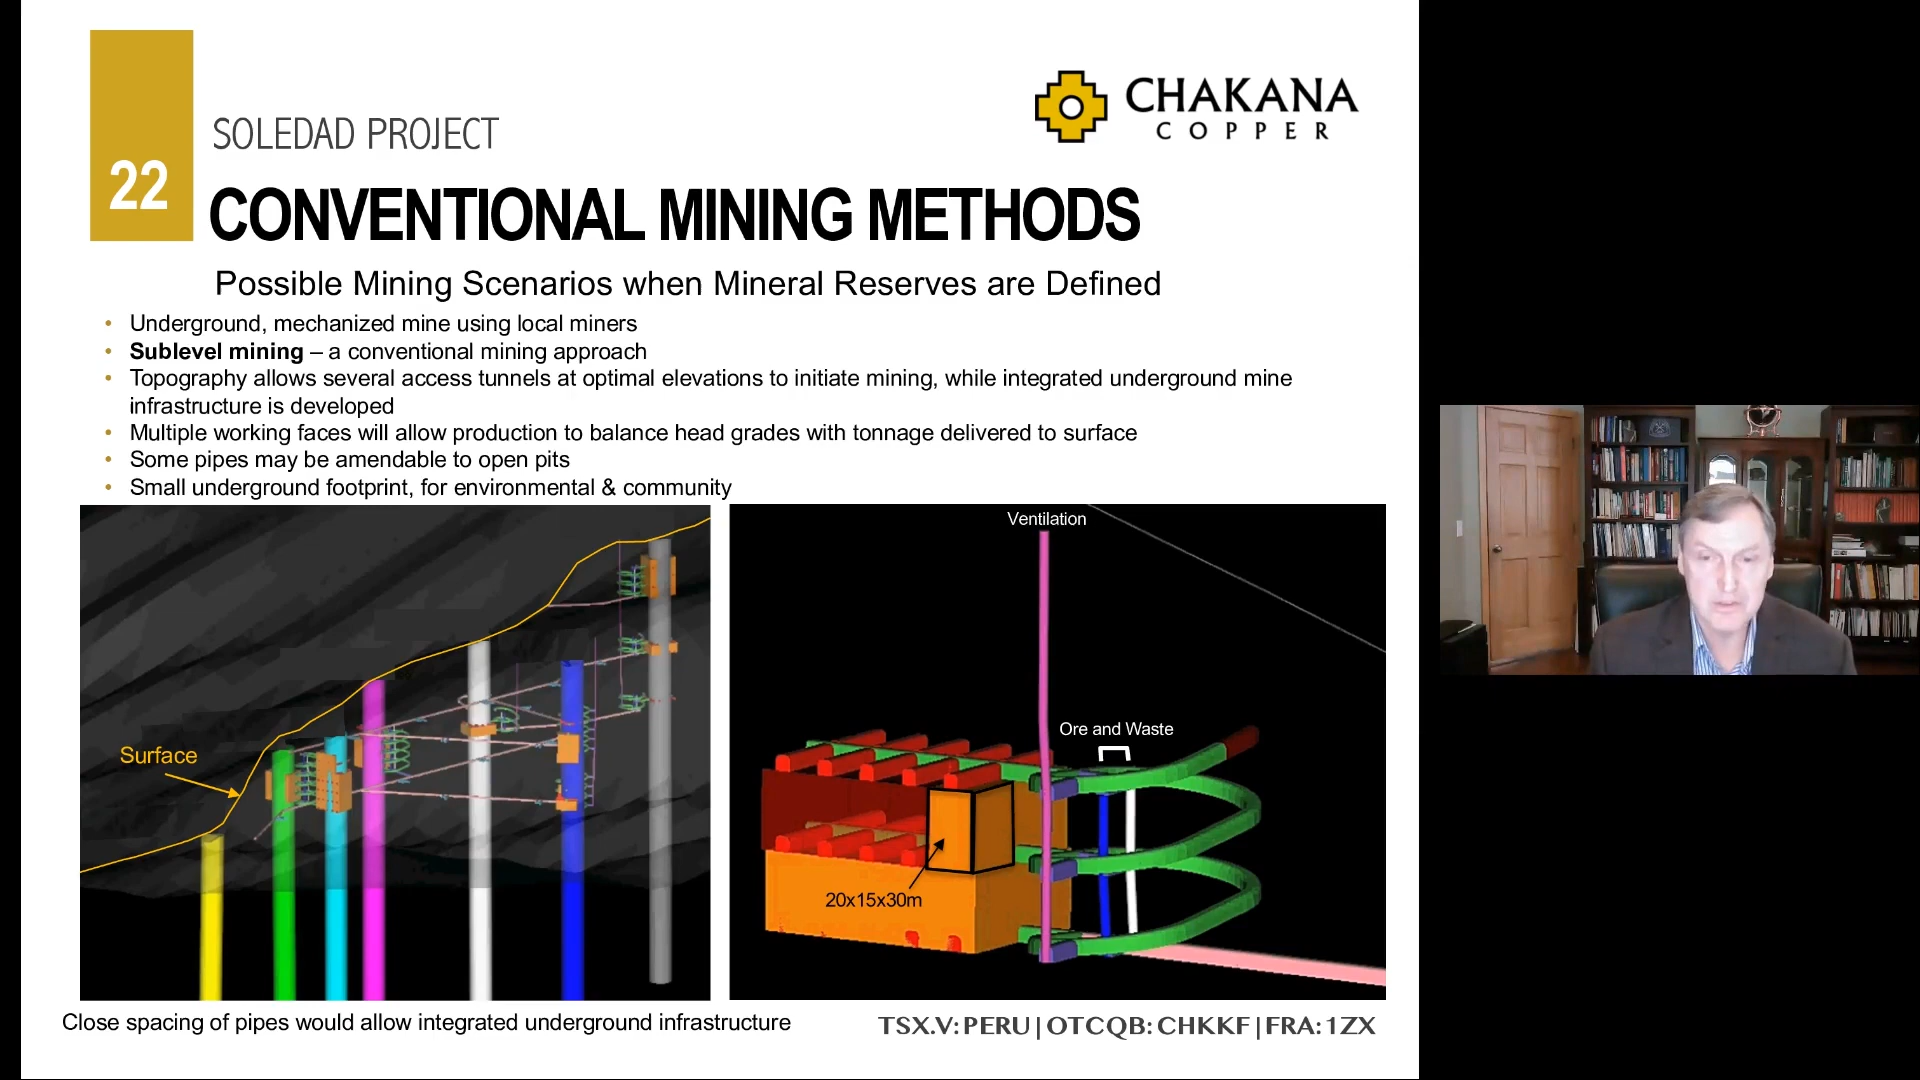 SOLEDAD PROJECT
CHAKANA
COPPER
22
CONVENTIONAL MINING METHODS
Possible Mining Scenarios when Mineral Reserves are Defined
• Underground, mechanized mine using local miners
• Sublevel mining – a conventional mining approach
• Topography allows several access tunnels at optimal elevations to initiate mining, while integrated underground mine
infrastructure is developed
• Multiple working faces will allow production to balance head grades with tonnage delivered to surface
• Some pipes may be amendable to open pits
• Small underground footprint, for environmental & community
Surface
Ventilation
Ore and Waste
20x15x30m
Close spacing of pipes would allow integrated underground infrastructure
TSX.V: PERU | OTCQB: CHKKF | FRA: 1ZX